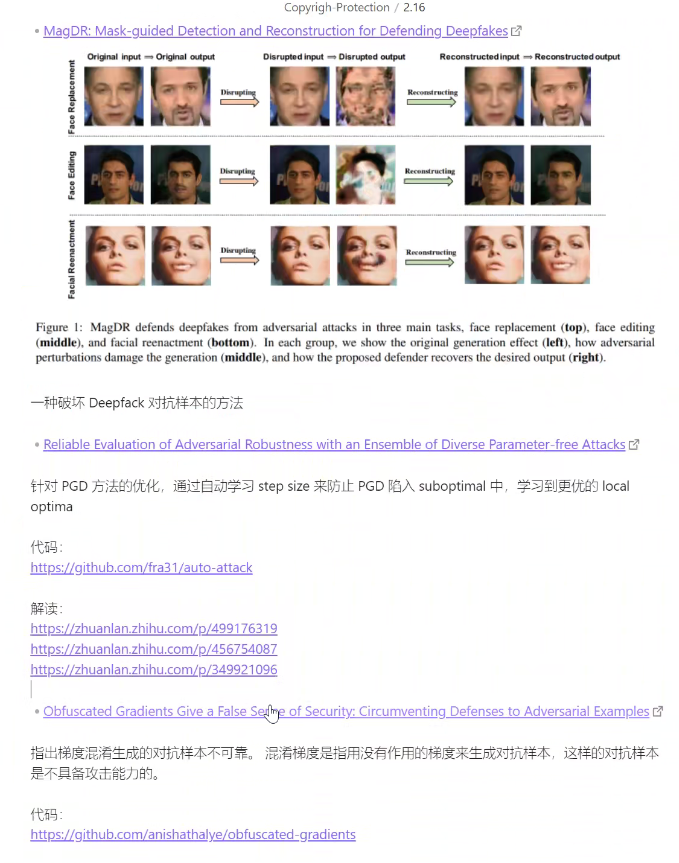 Copyrigh-Protection / 2.16
MagDR: Mask-guided Detection and Reconstruction for Defending Deepfakes
Original input ⟹ Original output
Disrupted input ⟹ Disrupted output
Reconstructed input ⟹ Reconstructed output
Face Replacement
Disrupting
Reconstructing
Face Editing
Disrupting
Reconstructing
Facial Reenactment
Disrupting
Reconstructing
Figure 1: MagDR defends deepfakes from adversarial attacks in three main tasks, face replacement (top), face editing
(middle), and facial reenactment (bottom). In each group, we show the original generation effect (left), how adversarial
perturbations damage the generation (middle), and how the proposed defender recovers the desired output (right).
一种破坏 Deepfack 对抗样本的方法
Reliable Evaluation of Adversarial Robustness with an Ensemble of Diverse Parameter-free Attacks
针对 PGD 方法的优化，通过自动学习 step size 来防止 PGD 陷入 suboptimal 中，学习到更优的 local
optima
代码：
https://github.com/fra31/auto-attack
解读：
https://zhuanlan.zhihu.com/p/499176319
https://zhuanlan.zhihu.com/p/456754087
https://zhuanlan.zhihu.com/p/349921096
Obfuscated Gradients Give a False Sense of Security: Circumventing Defenses to Adversarial Examples
指出梯度混淆生成的对抗样本不可靠。 混淆梯度是指用没有作用的梯度来生成对抗样本，这样的对抗样本
是不具备攻击能力的。
代码：
https://github.com/anishathalye/obfuscated-gradients